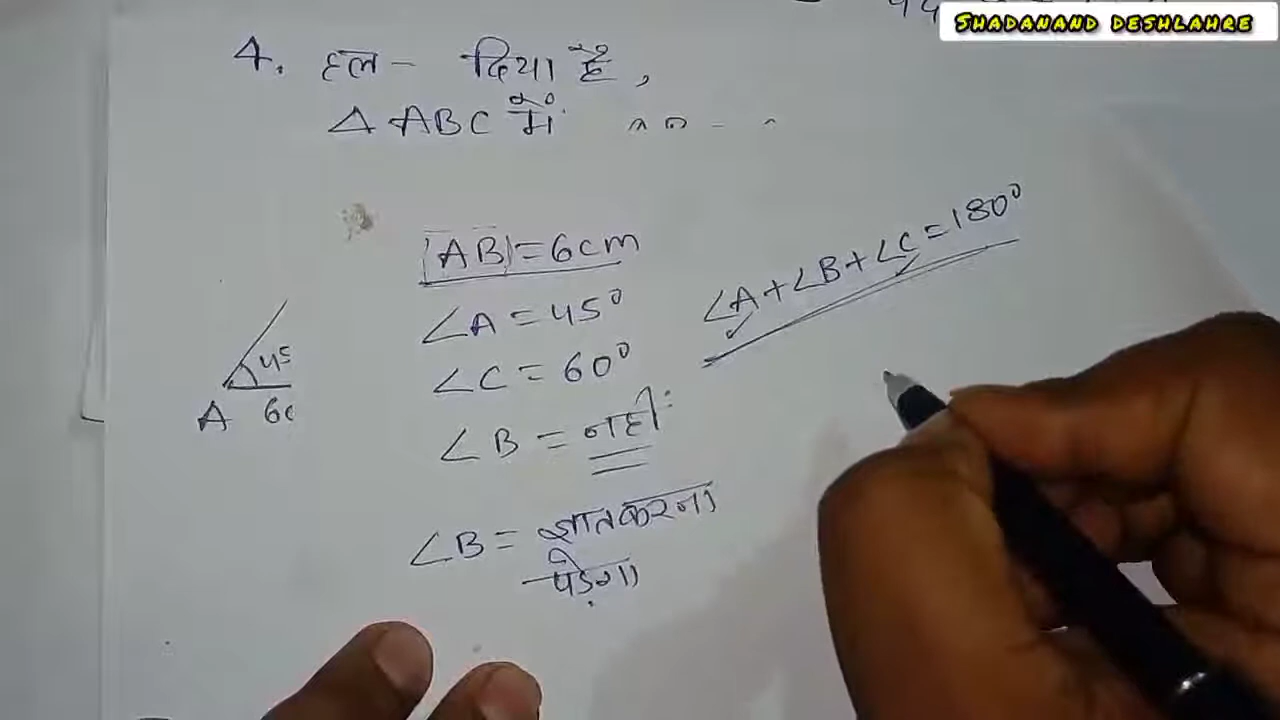 SHADANAND DESHLAHRE
4. हल - दिया है,
△ ABC में
AB = 6cm
∠A = 45°
∠C = 60°
∠B = नहीं
∠B = ज्ञात करना
पड़ेगा
∠A + ∠B + ∠C = 180°
45
A 6c